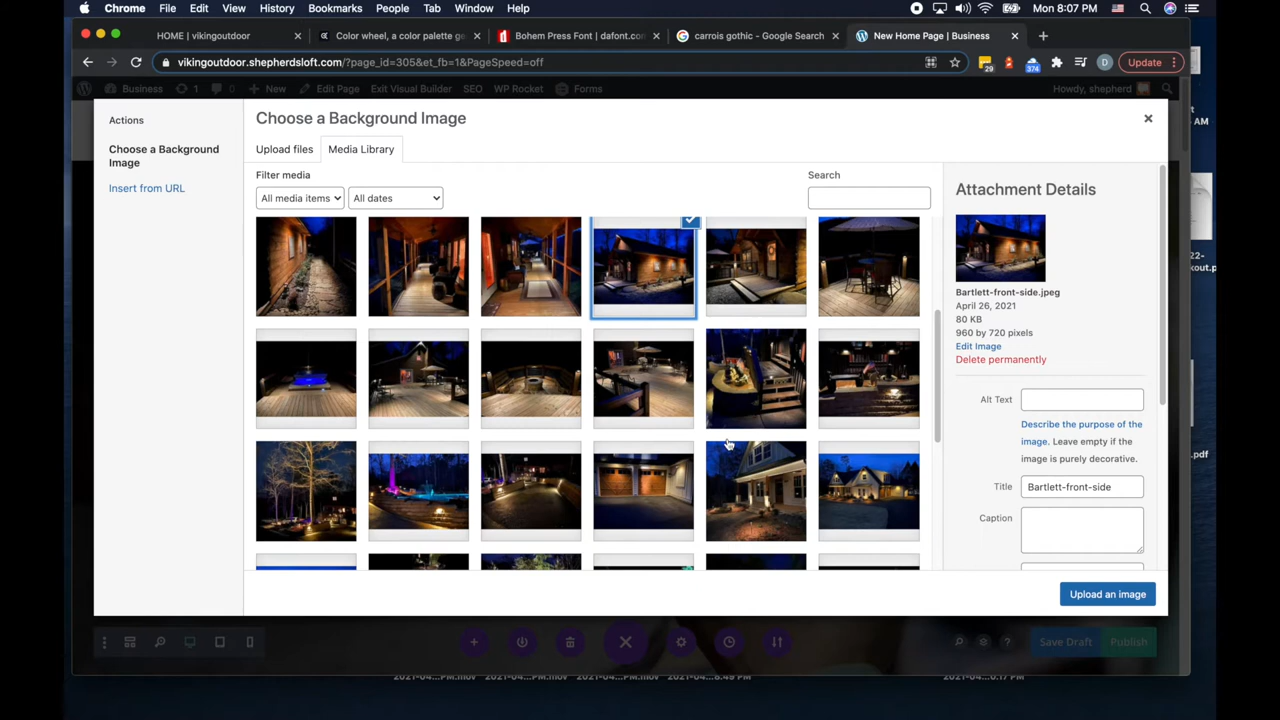 Chrome File Edit View History Bookmarks People Tab Window Help Mon 8:07 PM
HOME | vikingoutdoor Color wheel, a color palette ge Bohem Press Font | dafont.com carrois gothic - Google Search New Home Page | Business
vikingoutdoor.shepherdsloft.com/?page_id=305&et_fb=1&PageSpeed=off 29 374 D Update
Business 1 0 New Edit Page Exit Visual Builder SEO WP Rocket Forms Howdy, shepherd
Actions
Choose a Background
Image
Insert from URL
Choose a Background Image
Upload files Media Library
Filter media
All media items All dates
Search
Attachment Details
Bartlett-front-side.jpeg
April 26, 2021
80 KB
960 by 720 pixels
Edit Image
Delete permanently
Alt Text
Describe the purpose of the
image. Leave empty if the
image is purely decorative.
Title Bartlett-front-side
Caption
Upload an image
Save Draft Publish